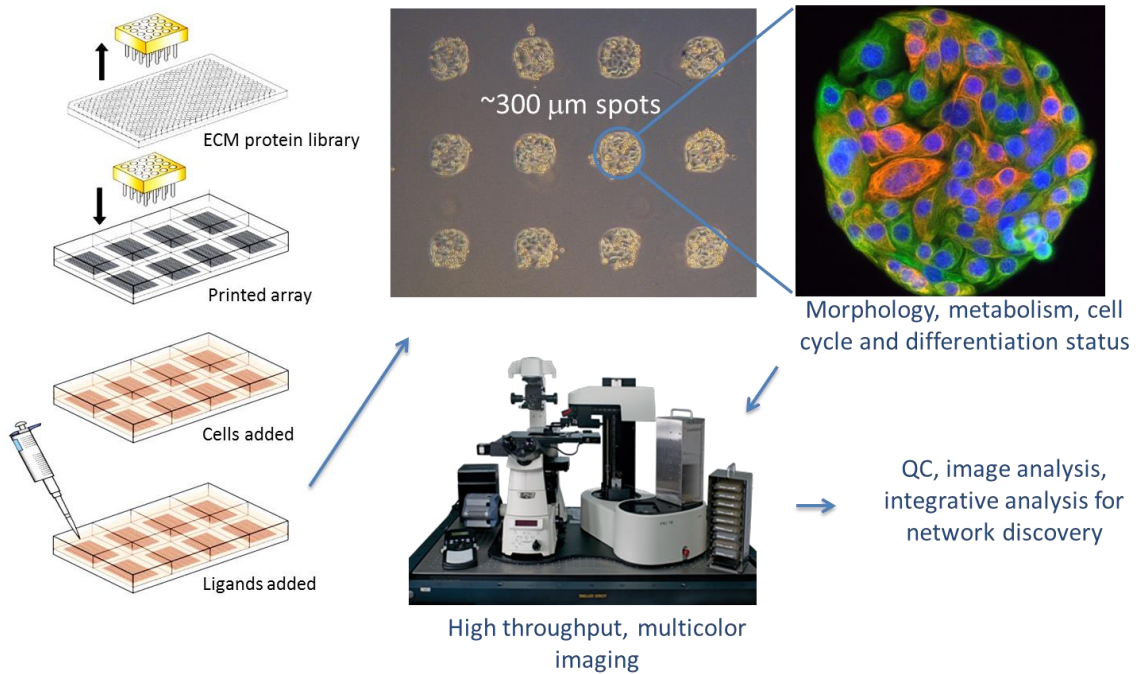 ECM protein library
Printed array
Cells added
Ligands added
~300 μm spots
Morphology, metabolism, cell
cycle and differentiation status
High throughput, multicolor
imaging
QC, image analysis,
integrative analysis for
network discovery